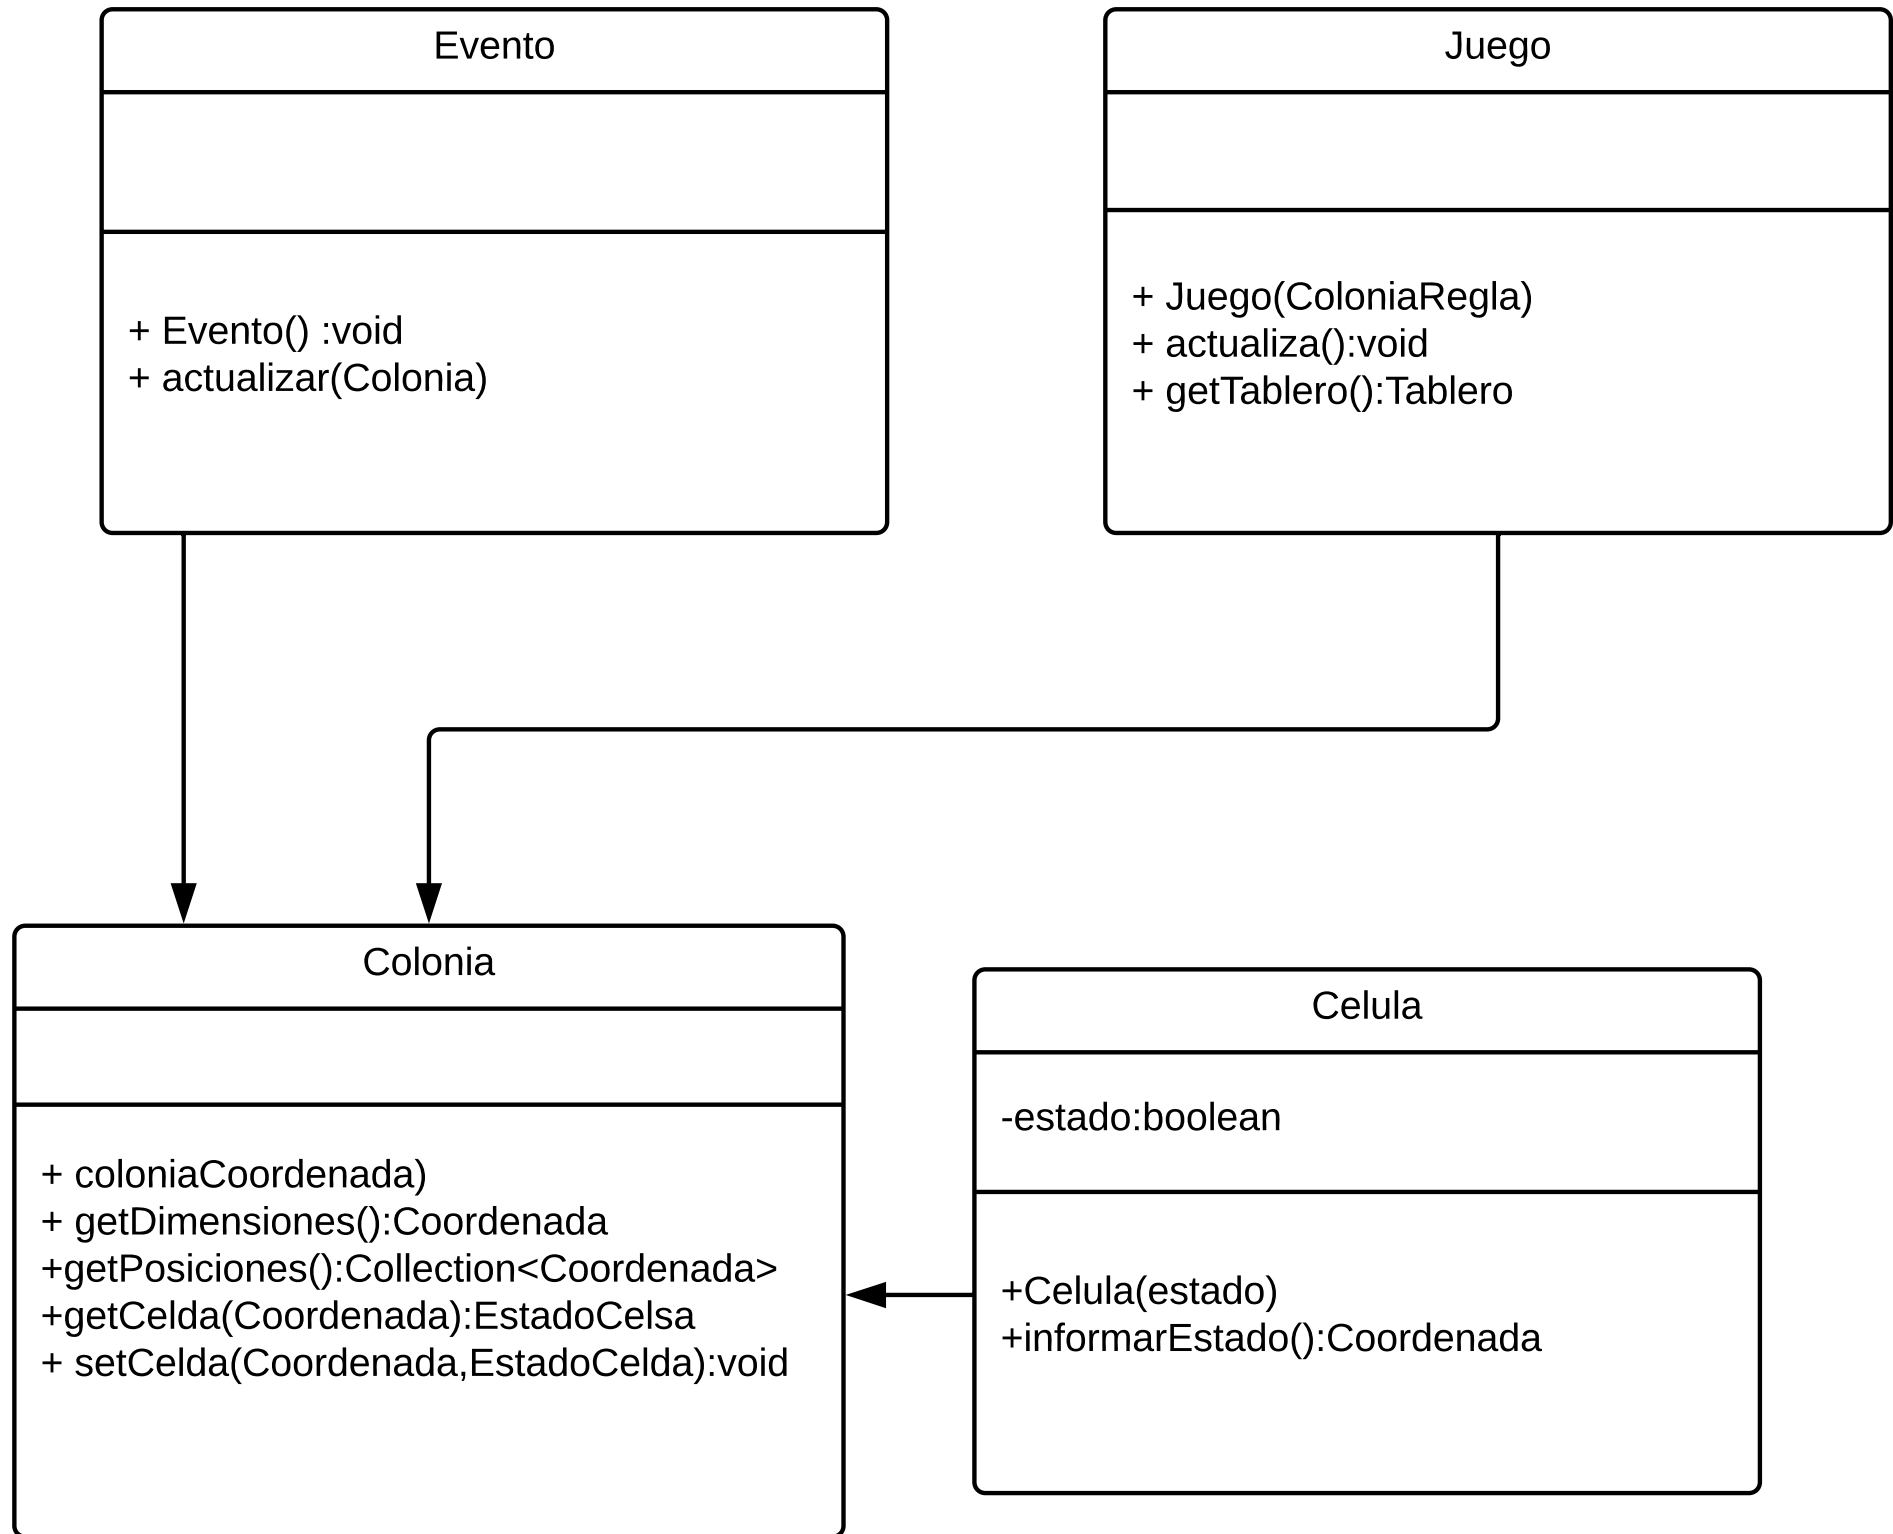 Evento
+ Evento() :void
+ actualizar(Colonia)
Juego
+ Juego(ColoniaRegla)
+ actualiza():void
+ getTablero():Tablero
Colonia
+ coloniaCoordenada)
+ getDimensiones():Coordenada
+getPosiciones():Collection<Coordenada>
+getCelda(Coordenada):EstadoCelsa
+ setCelda(Coordenada,EstadoCelda):void
Celula
-estado:boolean
+Celula(estado)
+informarEstado():Coordenada